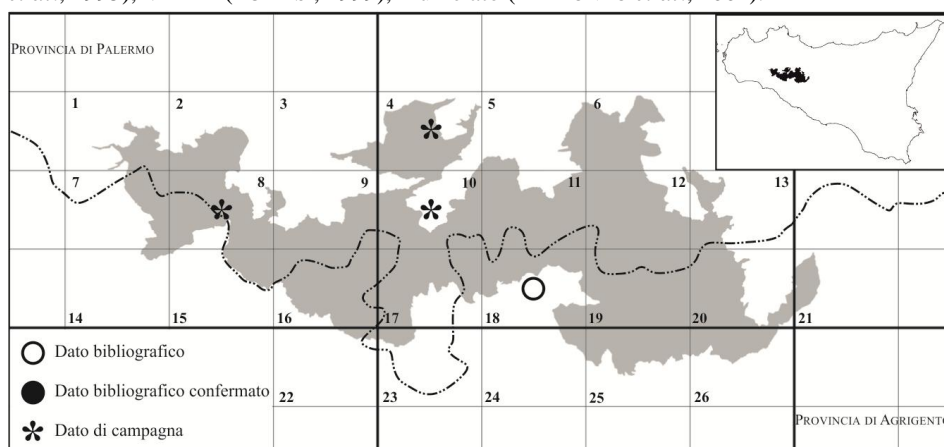 PROVINCIA DI PALERMO
1 2 3 4 5 6
7 8 9 10 11 12 13
14 15 16 17 18 19 20 21
Dato bibliografico
Dato bibliografico confermato
22 23 24 25 26
Dato di campagna
PROVINCIA DI AGRIGENTO